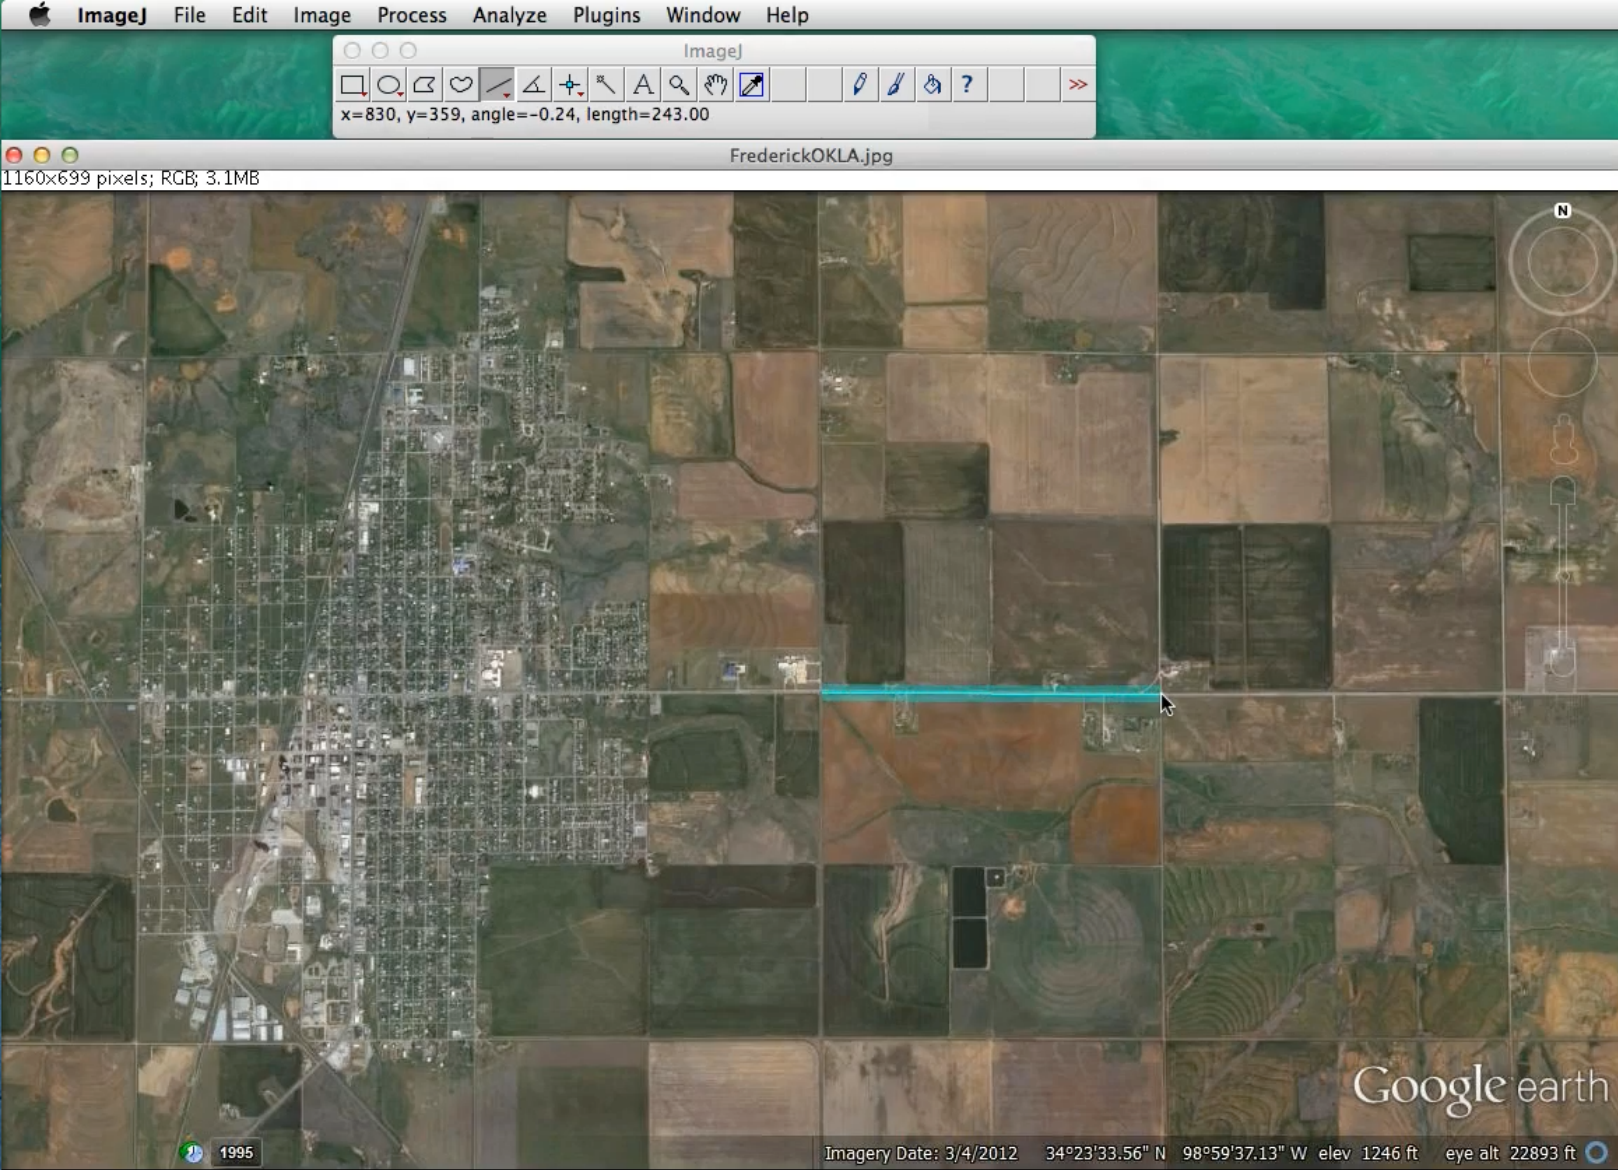 ImageJ File Edit Image Process Analyze Plugins Window Help
ImageJ
A ? >>
x=830, y=359, angle=-0.24, length=243.00
FrederickOKLA.jpg
1160x699 pixels; RGB; 3.1MB
N
Google earth
1995 Imagery Date: 3/4/2012 34°23'33.56" N 98°59'37.13" W elev 1246 ft eye alt 22893 ft